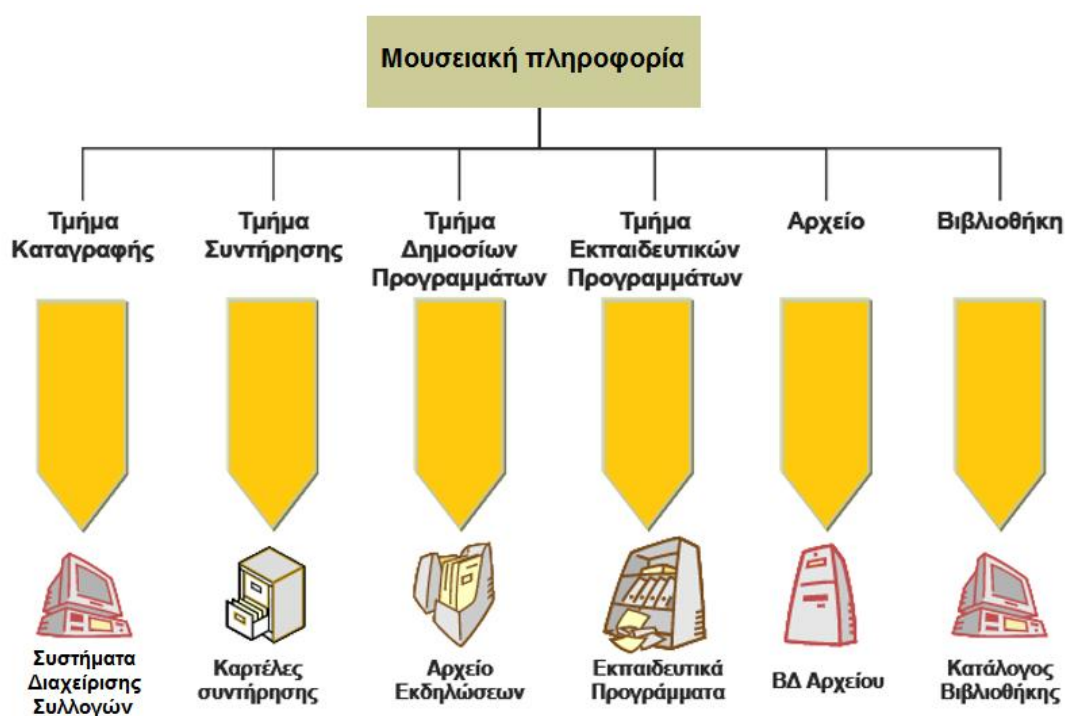 Μουσειακή πληροφορία
Τμήμα
Καταγραφής
Τμήμα
Συντήρησης
Τμήμα
Δημοσίων
Προγραμμάτων
Τμήμα
Εκπαιδευτικών
Προγραμμάτων
Αρχείο
Βιβλιοθήκη
Συστήματα
Διαχείρισης
Συλλογών
Καρτέλες
συντήρησης
Αρχείο
Εκδηλώσεων
Εκπαιδευτικά
Προγράμματα
ΒΔ Αρχείου
Κατάλογος
Βιβλιοθήκης